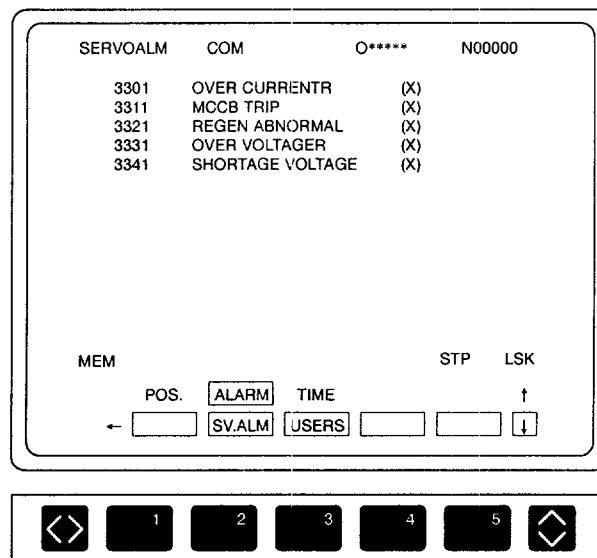 SERVOALM COM O***** N00000
3301 OVER CURRENTR (X)
3311 MCCB TRIP (X)
3321 REGEN ABNORMAL (X)
3331 OVER VOLTAGER (X)
3341 SHORTAGE VOLTAGE (X)
MEM STP LSK
POS. ALARM TIME ↑
← SV.ALM USERS ↓
1 2 3 4 5